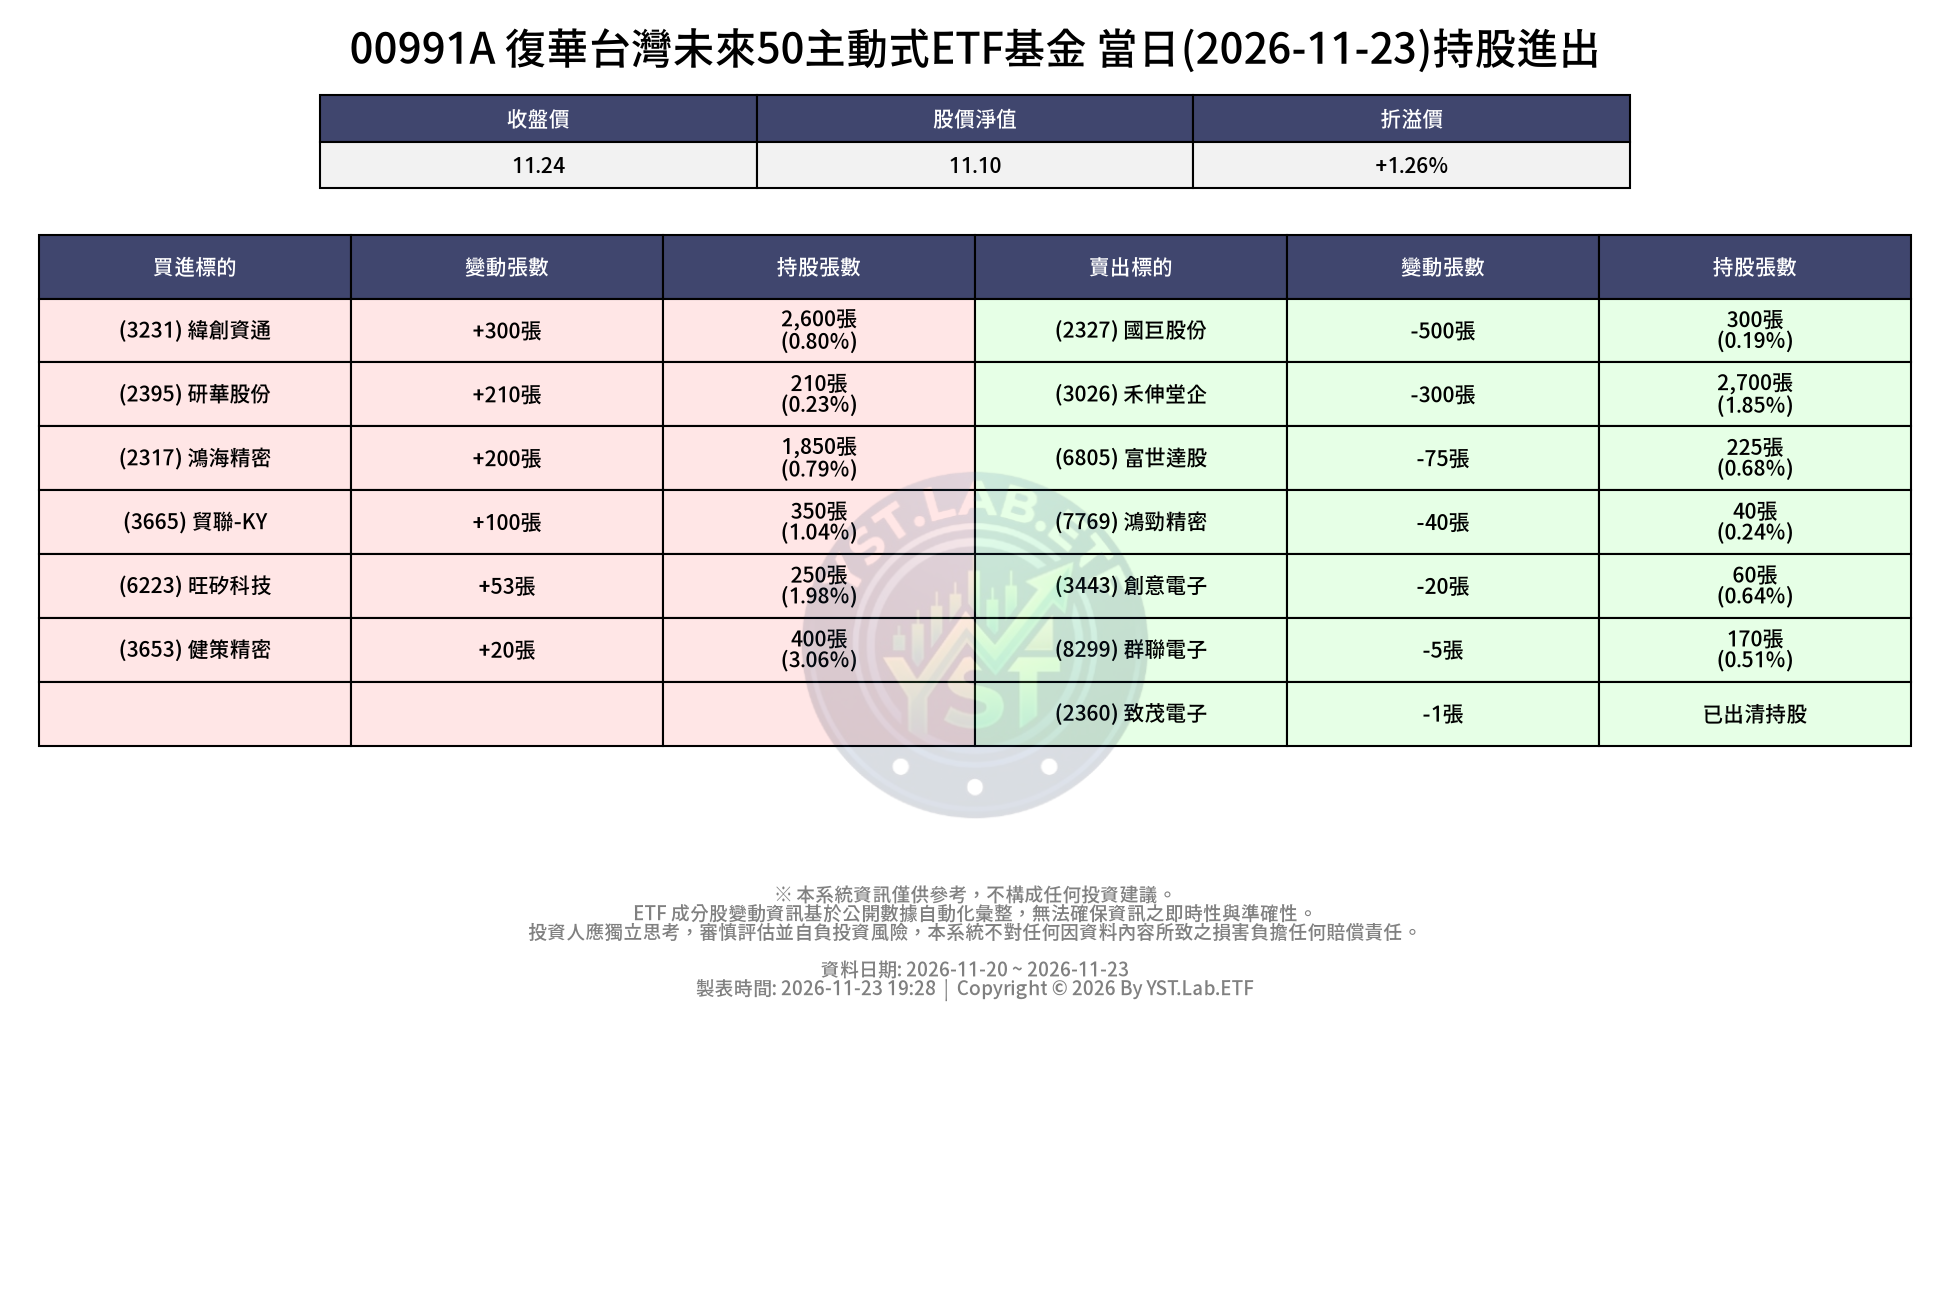 00991A 復華台灣未來50主動式ETF基金 當日(2026-11-23)持股進出
收盤價 股價淨值 折溢價
11.24 11.10 +1.26%
買進標的 變動張數 持股張數 賣出標的 變動張數 持股張數
(3231) 緯創資通 +300張 2,600張 (0.80%) (2327) 國巨股份 -500張 300張 (0.19%)
(2395) 研華股份 +210張 210張 (0.23%) (3026) 禾伸堂企 -300張 2,700張 (1.85%)
(2317) 鴻海精密 +200張 1,850張 (0.79%) (6805) 富世達股 -75張 225張 (0.68%)
(3665) 貿聯-KY +100張 350張 (1.04%) (7769) 鴻勁精密 -40張 40張 (0.24%)
(6223) 旺矽科技 +53張 250張 (1.98%) (3443) 創意電子 -20張 60張 (0.64%)
(3653) 健策精密 +20張 400張 (3.06%) (8299) 群聯電子 -5張 170張 (0.51%)
(2360) 致茂電子 -1張 已出清持股
YST.LAB.ETF
YST
※ 本系統資訊僅供參考，不構成任何投資建議。
ETF 成分股變動資訊基於公開數據自動化彙整，無法確保資訊之即時性與準確性。
投資人應獨立思考，審慎評估並自負投資風險，本系統不對任何因資料內容所致之損害負擔任何賠償責任。
資料日期: 2026-11-20 ~ 2026-11-23
製表時間: 2026-11-23 19:28 | Copyright © 2026 By YST.Lab.ETF